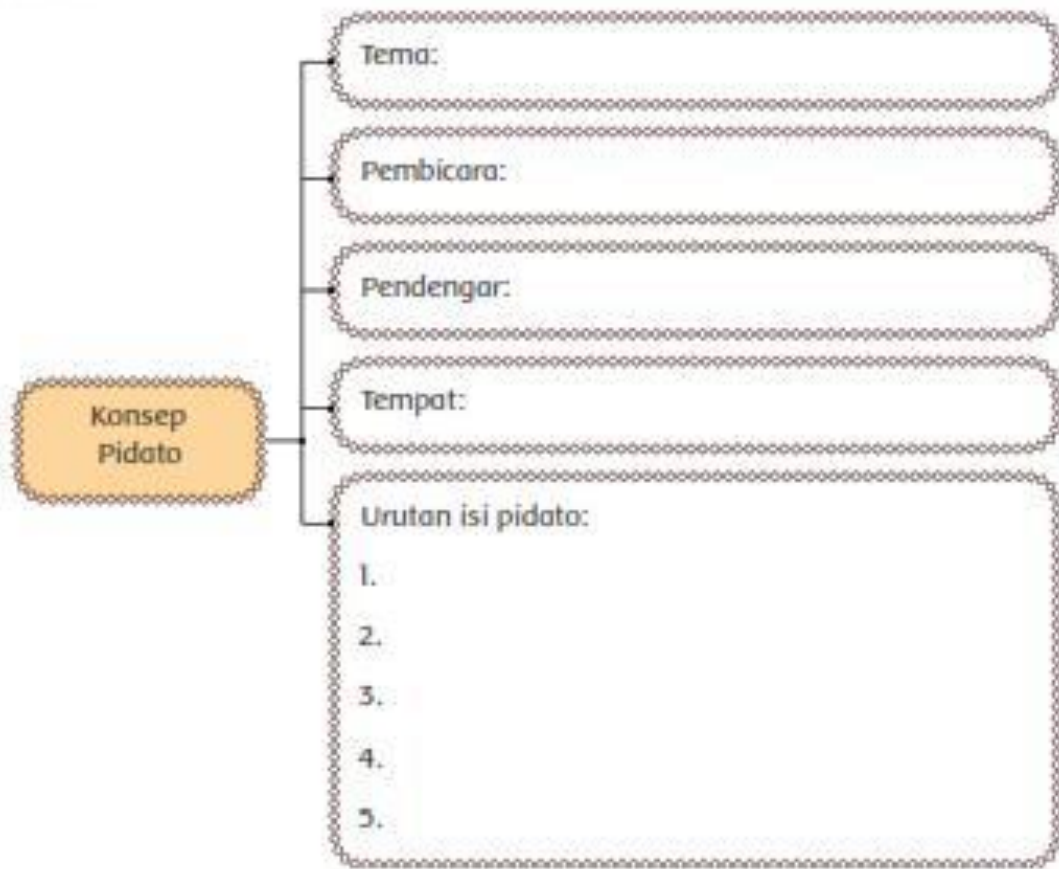 Tema:
Pembicara:
Pendengar:
Tempat:
Konsep
Pidato
Urutan isi pidato:
1.
2.
3.
4.
5.